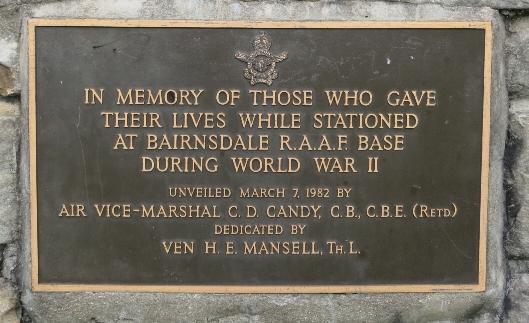 IN MEMORY OF THOSE WHO GAVE
THEIR LIVES WHILE STATIONED
AT BAIRNSDALE R.A.A.F. BASE
DURING WORLD WAR II
UNVEILED MARCH 7, 1982 BY
AIR VICE-MARSHAL C. D. CANDY, C.B., C.B.E. (RETD)
DEDICATED BY
VEN H. E. MANSELL, TH. L.